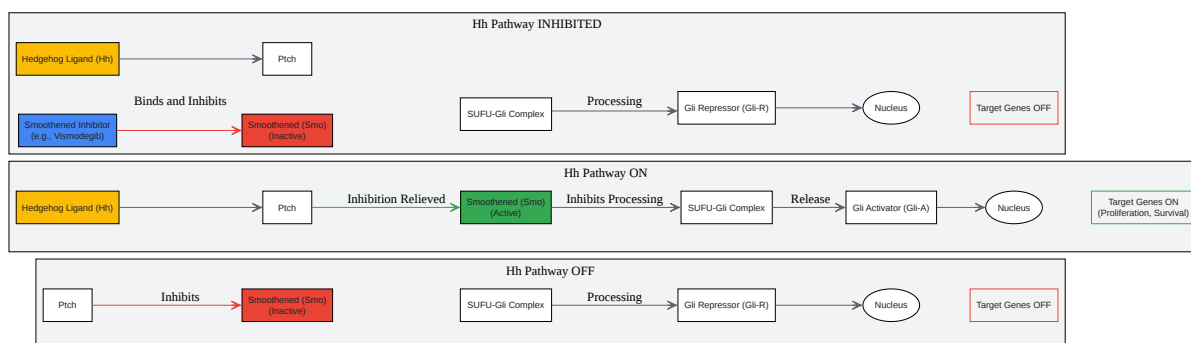 Hh Pathway INHIBITED
Hedgehog Ligand (Hh)
Ptch
Binds and Inhibits
Smoothened Inhibitor
(e.g., Vismodegib)
Smoothened (Smo)
(Inactive)
SUFU-Gli Complex
Processing
Gli Repressor (Gli-R)
Nucleus
Target Genes OFF
Hh Pathway ON
Hedgehog Ligand (Hh)
Ptch
Inhibition Relieved
Smoothened (Smo)
(Active)
Inhibits Processing
SUFU-Gli Complex
Release
Gli Activator (Gli-A)
Nucleus
Target Genes ON
(Proliferation, Survival)
Hh Pathway OFF
Ptch
Inhibits
Smoothened (Smo)
(Inactive)
SUFU-Gli Complex
Processing
Gli Repressor (Gli-R)
Nucleus
Target Genes OFF